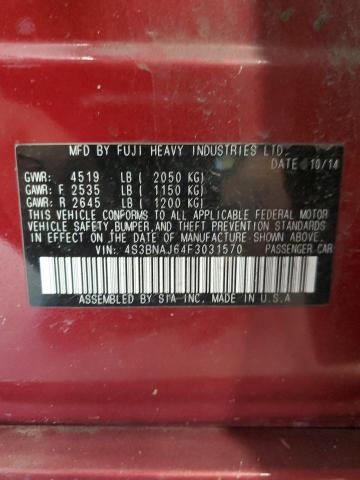 MFD BY FUJI HEAVY INDUSTRIES LTD.
DATE 10/14
GVWR: 4519 LB ( 2050 KG)
GAWR: F 2535 LB ( 1150 KG)
GAWR: R 2645 LB ( 1200 KG)
THIS VEHICLE CONFORMS TO ALL APPLICABLE FEDERAL MOTOR
VEHICLE SAFETY,BUMPER,AND THEFT PREVENTION STANDARDS
IN EFFECT ON THE DATE OF MANUFACTURE SHOWN ABOVE.
VIN: 4S3BNAJ64F3031570 PASSENGER CAR
ASSEMBLED BY SIA INC. MADE IN U.S.A